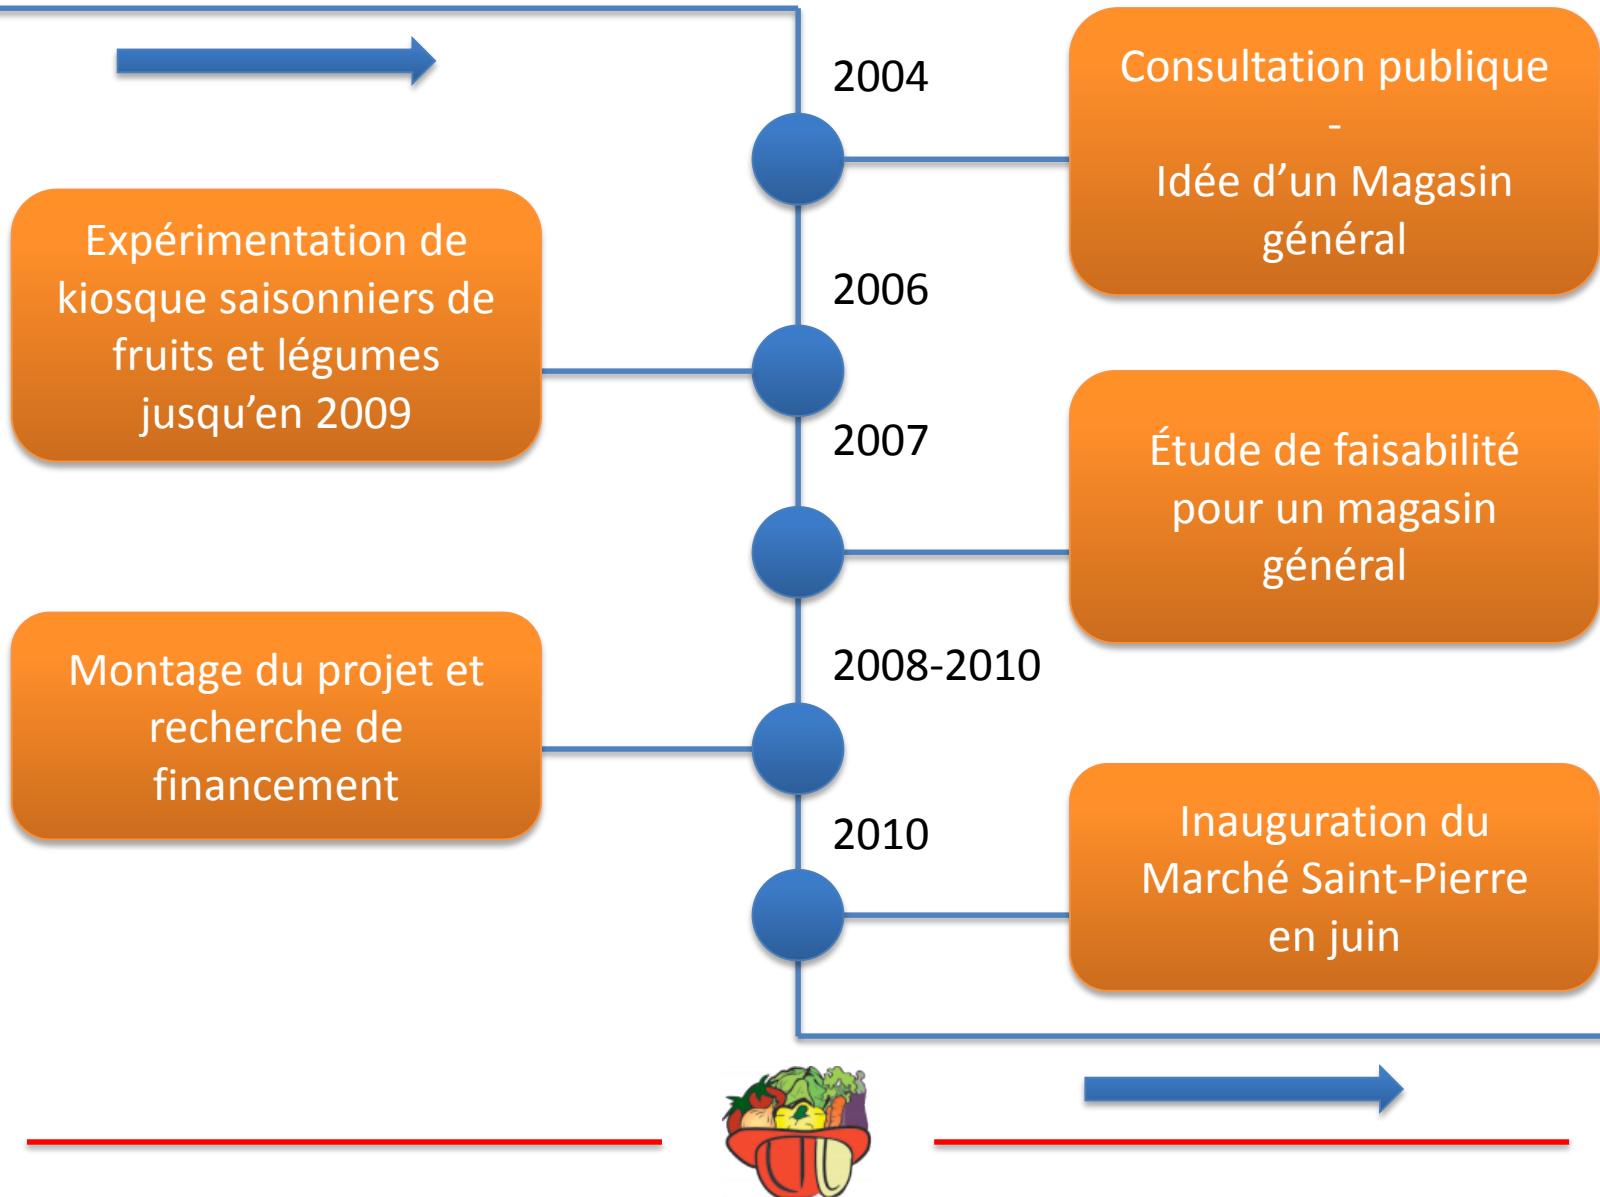 2004
Consultation publique
-
Idée d’un Magasin
général
2006
Expérimentation de
kiosque saisonniers de
fruits et légumes
jusqu’en 2009
2007
Étude de faisabilité
pour un magasin
général
2008-2010
Montage du projet et
recherche de
financement
2010
Inauguration du
Marché Saint-Pierre
en juin